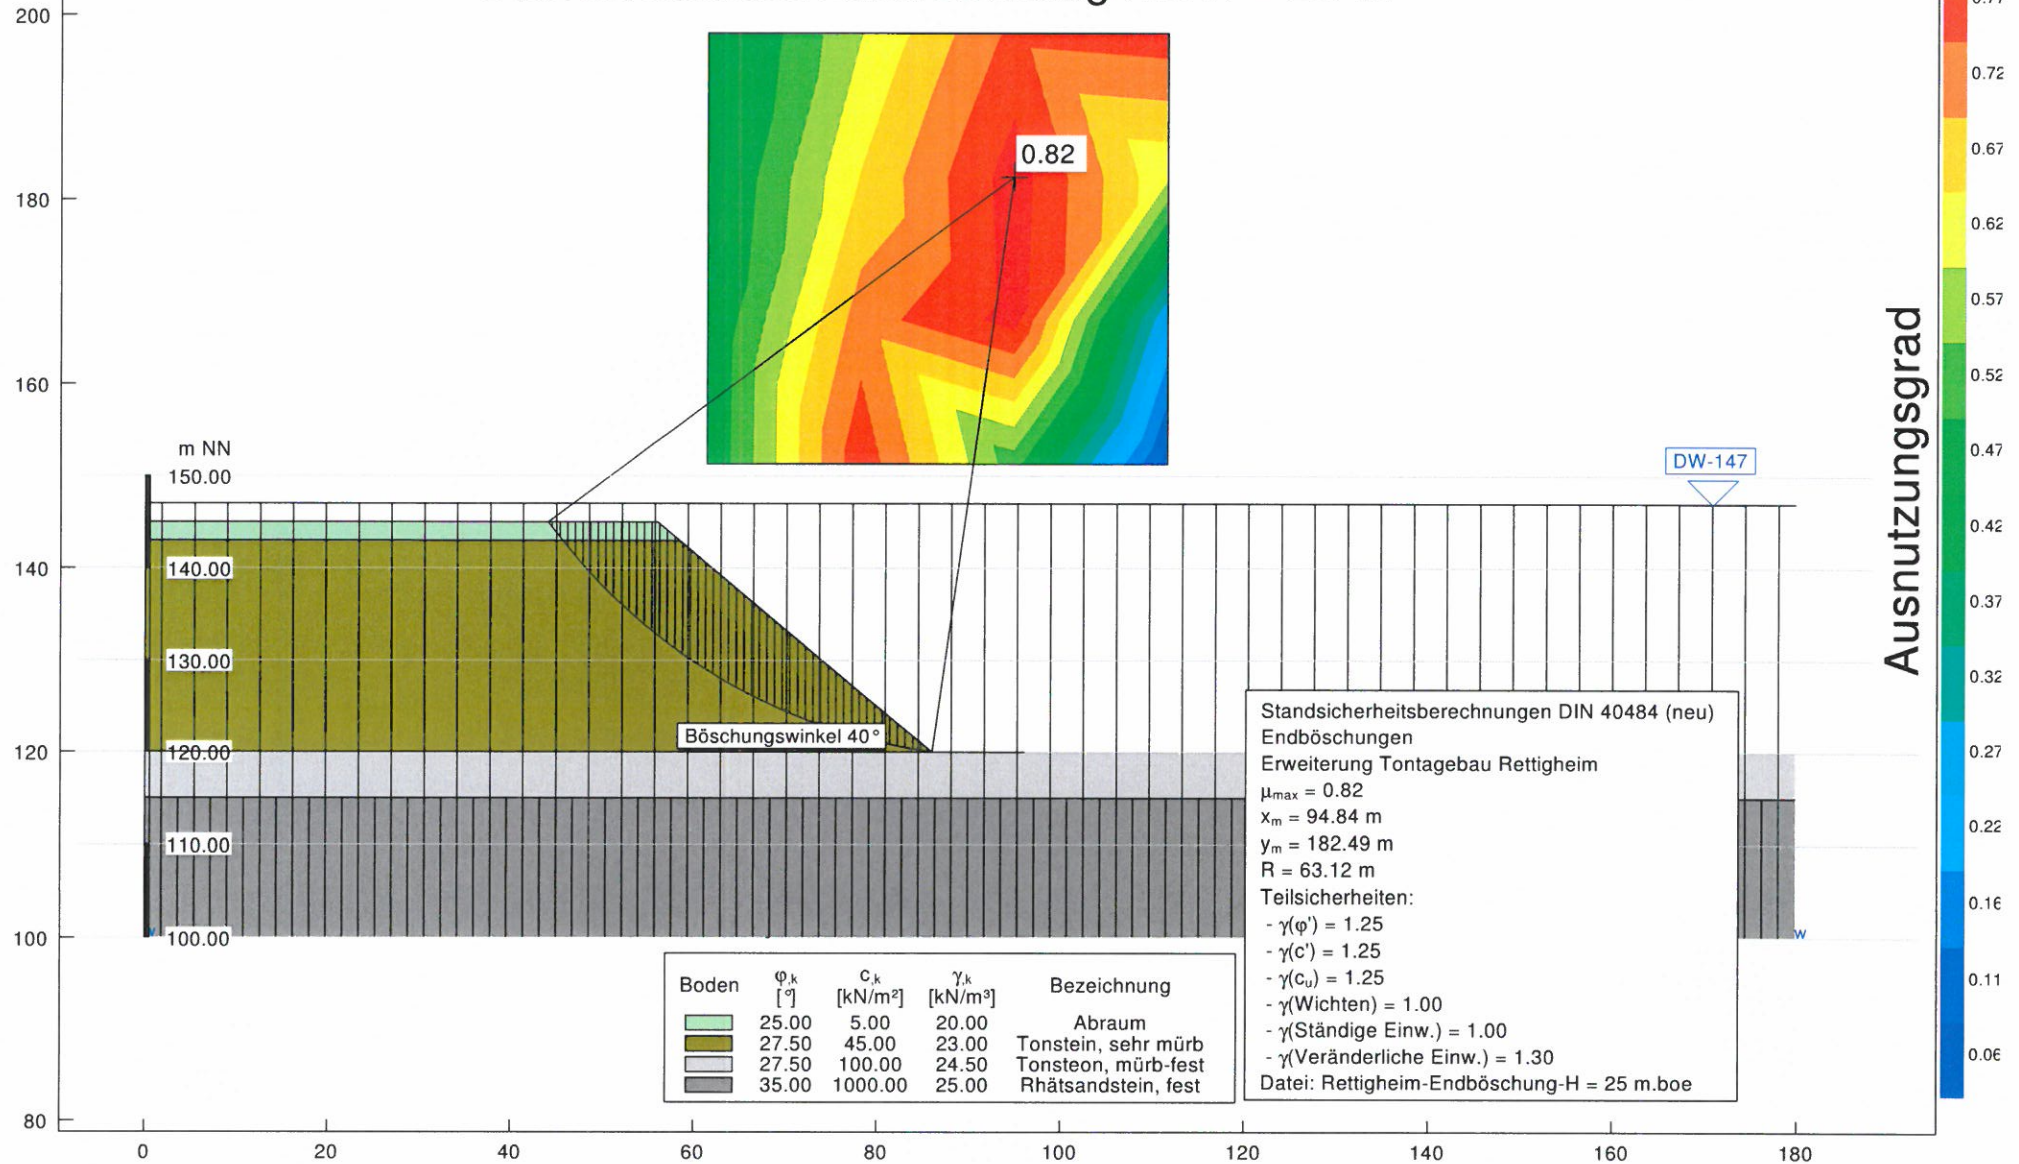 200
180
160
140
120
100
80
0
20
40
60
80
100
120
140
160
180
0.82
m NN
150.00
140.00
130.00
120.00
110.00
100.00
Böschungswinkel 40°
DW-147
w
w
Standsicherheitsberechnungen DIN 40484 (neu)
Endböschungen
Erweiterung Tontagebau Rettigheim
μmax = 0.82
xm = 94.84 m
ym = 182.49 m
R = 63.12 m
Teilsicherheiten:
- γ(φ') = 1.25
- γ(c') = 1.25
- γ(cu) = 1.25
- γ(Wichten) = 1.00
- γ(Ständige Einw.) = 1.00
- γ(Veränderliche Einw.) = 1.30
Datei: Rettigheim-Endböschung-H = 25 m.boe
Boden φ,k [°] c,k [kN/m²] γ,k [kN/m³] Bezeichnung
25.00 5.00 20.00 Abraum
27.50 45.00 23.00 Tonstein, sehr mürb
27.50 100.00 24.50 Tonsteon, mürb-fest
35.00 1000.00 25.00 Rhätsandstein, fest
Ausnutzungsgrad
0.72
0.67
0.62
0.57
0.52
0.47
0.42
0.37
0.32
0.27
0.22
0.16
0.11
0.06